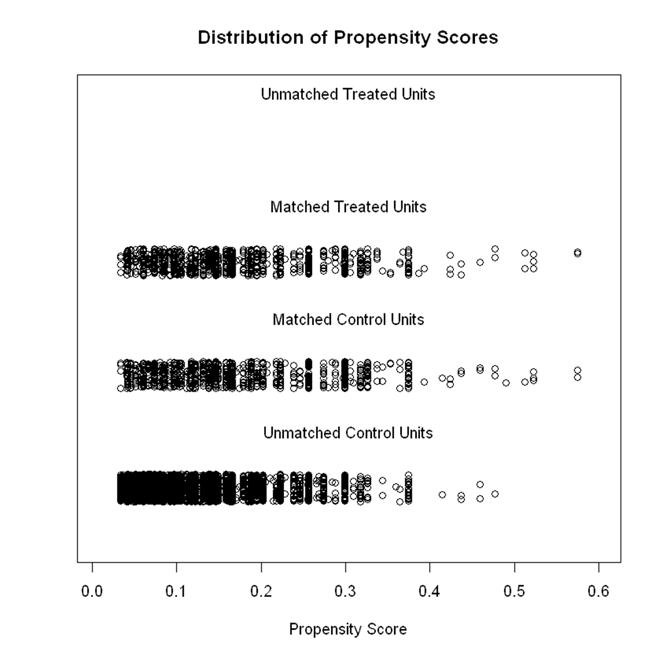 Distribution of Propensity Scores
Unmatched Treated Units
Matched Treated Units
Matched Control Units
Unmatched Control Units
0.0 0.1 0.2 0.3 0.4 0.5 0.6
Propensity Score